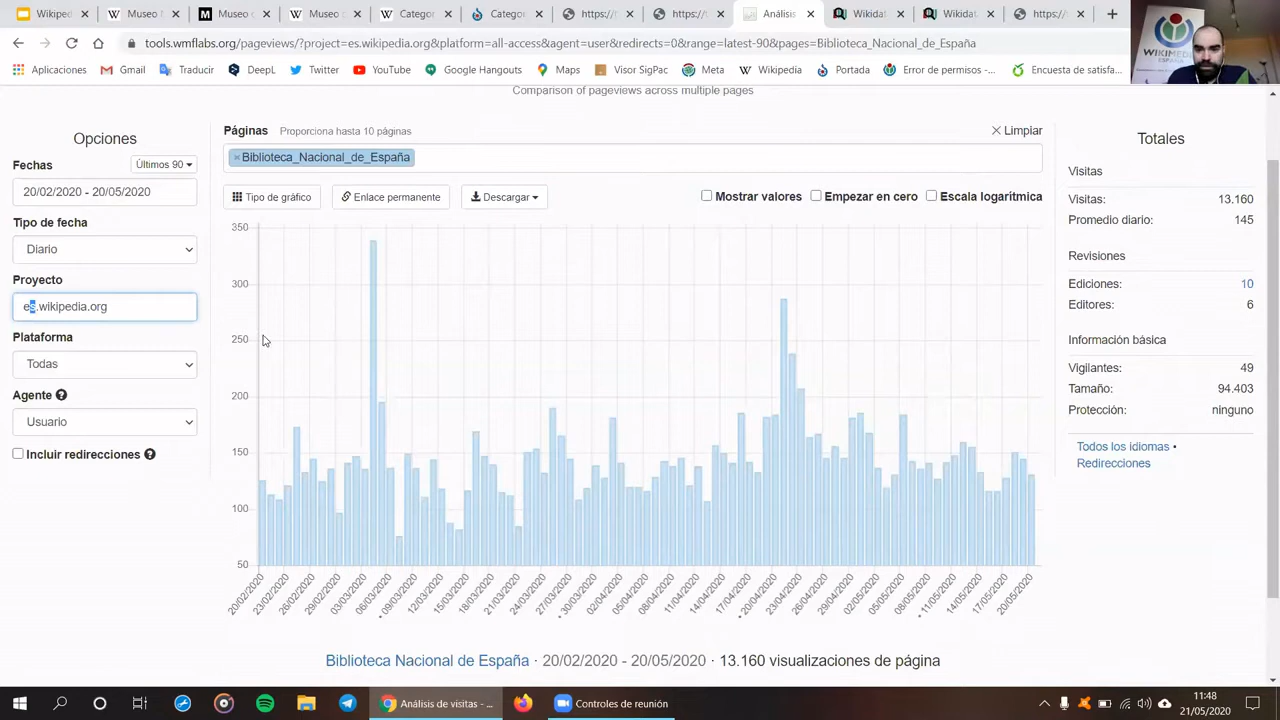 Museo
Museo
Museo
Museo
Catego
Catego
https://t
https://t
Análisis
Wikida
Wikidat
https://
tools.wmflabs.org/pageviews/?project=es.wikipedia.org&platform=all-access&agent=user&redirects=0&range=latest-90&pages=Biblioteca_Nacional_de_España
Aplicaciones
Gmail
Traducir
DeepL
Twitter
YouTube
Google Hangouts
Maps
Visor SigPac
Meta
Wikipedia
Portada
Error de permisos -...
Encuesta de satisfa...
WIKIMEDIA
ESPAÑA
Comparison of pageviews across multiple pages
Opciones
Fechas
Últimos 90
20/02/2020 - 20/05/2020
Tipo de fecha
Diario
Proyecto
es.wikipedia.org
Plataforma
Todas
Agente
Usuario
Incluir redirecciones
Páginas Proporciona hasta 10 páginas
Limpiar
×Biblioteca_Nacional_de_España
Tipo de gráfico
Enlace permanente
Descargar
Mostrar valores
Empezar en cero
Escala logarítmica
350
300
250
200
150
100
50
20/02/2020
23/02/2020
26/02/2020
29/02/2020
03/03/2020
06/03/2020
• 09/03/2020
12/03/2020
15/03/2020
18/03/2020
21/03/2020
24/03/2020
27/03/2020
• 30/03/2020
02/04/2020
05/04/2020
08/04/2020
11/04/2020
14/04/2020
17/04/2020
• 20/04/2020
23/04/2020
26/04/2020
29/04/2020
02/05/2020
05/05/2020
08/05/2020
• 11/05/2020
14/05/2020
17/05/2020
20/05/2020
Biblioteca Nacional de España · 20/02/2020 - 20/05/2020 · 13.160 visualizaciones de página
Totales
Visitas
Visitas: 13.160
Promedio diario: 145
Revisiones
Ediciones: 10
Editores: 6
Información básica
Vigilantes: 49
Tamaño: 94.403
Protección: ninguno
Todos los idiomas •
Redirecciones
Análisis de visitas - ...
Controles de reunión
11:48
21/05/2020